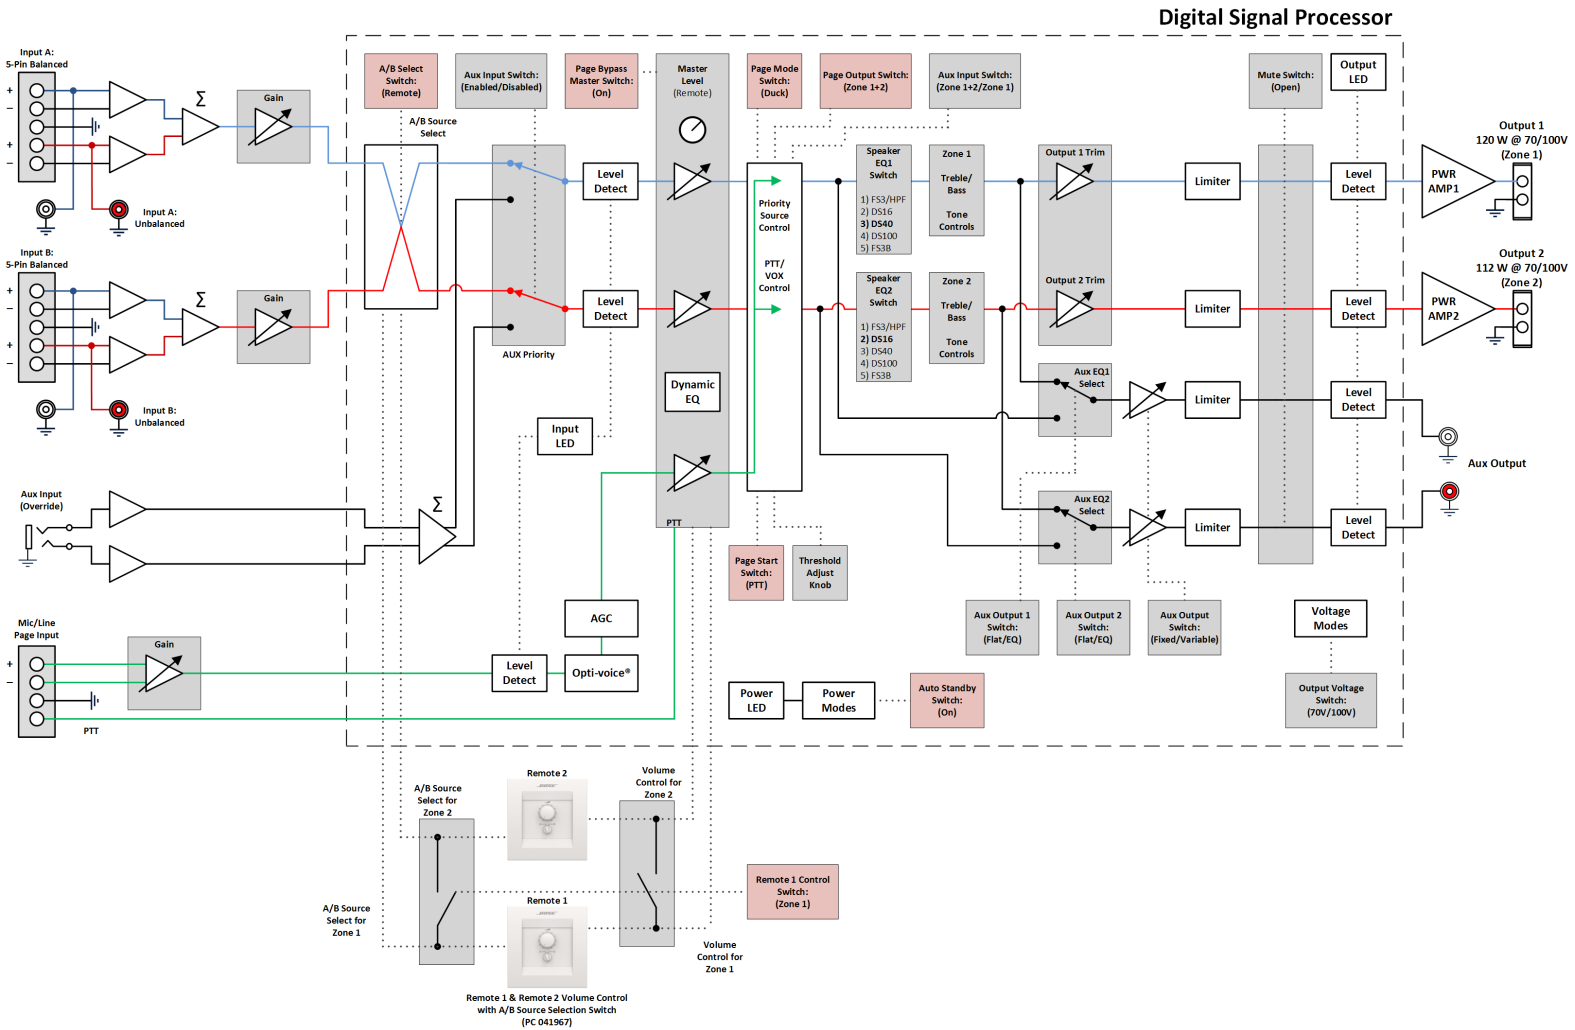 Digital Signal Processor
Input A:
5-Pin Balanced
+
−
+
−
Σ
Gain
Input A:
Unbalanced
Input B:
5-Pin Balanced
+
−
+
−
Σ
Gain
Input B:
Unbalanced
Aux Input
(Override)
Σ
Mic/Line
Page Input
+
−
Gain
PTT
A/B Select
Switch:
(Remote)
Aux Input Switch:
(Enabled/Disabled)
Page Bypass
Master Switch:
(On)
Master
Level
(Remote)
Page Mode
Switch:
(Duck)
Page Output Switch:
(Zone 1+2)
Aux Input Switch:
(Zone 1+2/Zone 1)
Mute Switch:
(Open)
Output
LED
A/B Source
Select
AUX Priority
Level
Detect
Level
Detect
Input
LED
Dynamic
EQ
PTT
Priority
Source
Control
PTT/
VOX
Control
Speaker
EQ1
Switch
1) FS3/HPF
2) DS16
3) DS40
4) DS100
5) FS3B
Zone 1
Treble/
Bass
Tone
Controls
Output 1 Trim
Limiter
Level
Detect
PWR
AMP1
Output 1
120 W @ 70/100V
(Zone 1)
Speaker
EQ2
Switch
1) FS3/HPF
2) DS16
3) DS40
4) DS100
5) FS3B
Zone 2
Treble/
Bass
Tone
Controls
Output 2 Trim
Limiter
Level
Detect
PWR
AMP2
Output 2
112 W @ 70/100V
(Zone 2)
Aux EQ1
Select
Limiter
Level
Detect
Aux Output
Aux EQ2
Select
Limiter
Level
Detect
Page Start
Switch:
(PTT)
Threshold
Adjust
Knob
AGC
Level
Detect
Opti-voice®
Aux Output 1
Switch:
(Flat/EQ)
Aux Output 2
Switch:
(Flat/EQ)
Aux Output
Switch:
(Fixed/Variable)
Voltage
Modes
Power
LED
Power
Modes
Auto Standby
Switch:
(On)
Output Voltage
Switch:
(70V/100V)
A/B Source
Select for
Zone 2
Remote 2
Volume
Control for
Zone 2
A/B Source
Select for
Zone 1
Remote 1
Remote 1 Control
Switch:
(Zone 1)
Volume
Control for
Zone 1
Remote 1 & Remote 2 Volume Control
with A/B Source Selection Switch
(PC 041967)